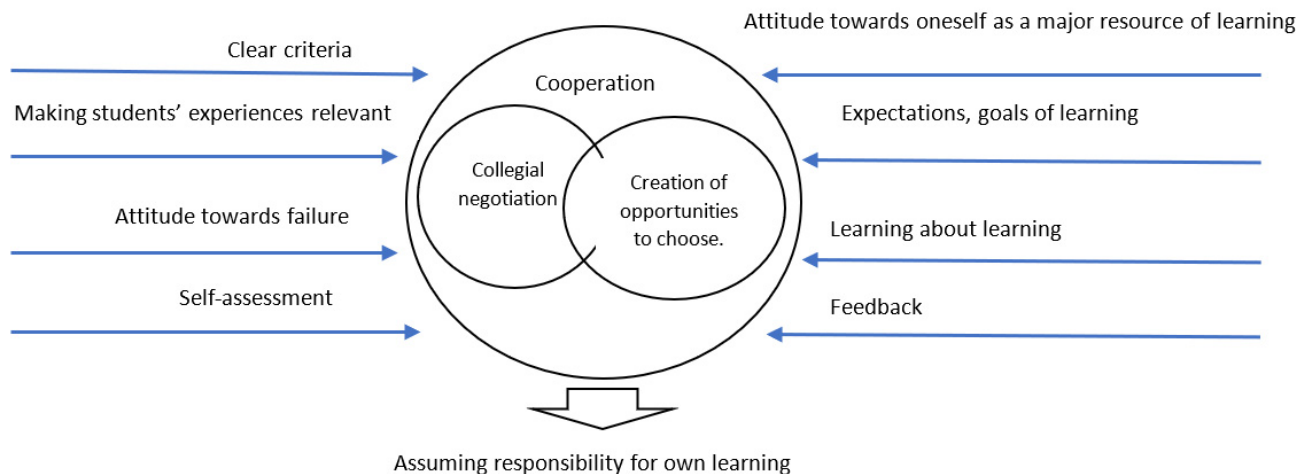 Attitude towards oneself as a major resource of learning
Clear criteria
Cooperation
Making students’ experiences relevant
Expectations, goals of learning
Collegial
negotiation
Creation of
opportunities
to choose.
Attitude towards failure
Learning about learning
Self-assessment
Feedback
Assuming responsibility for own learning